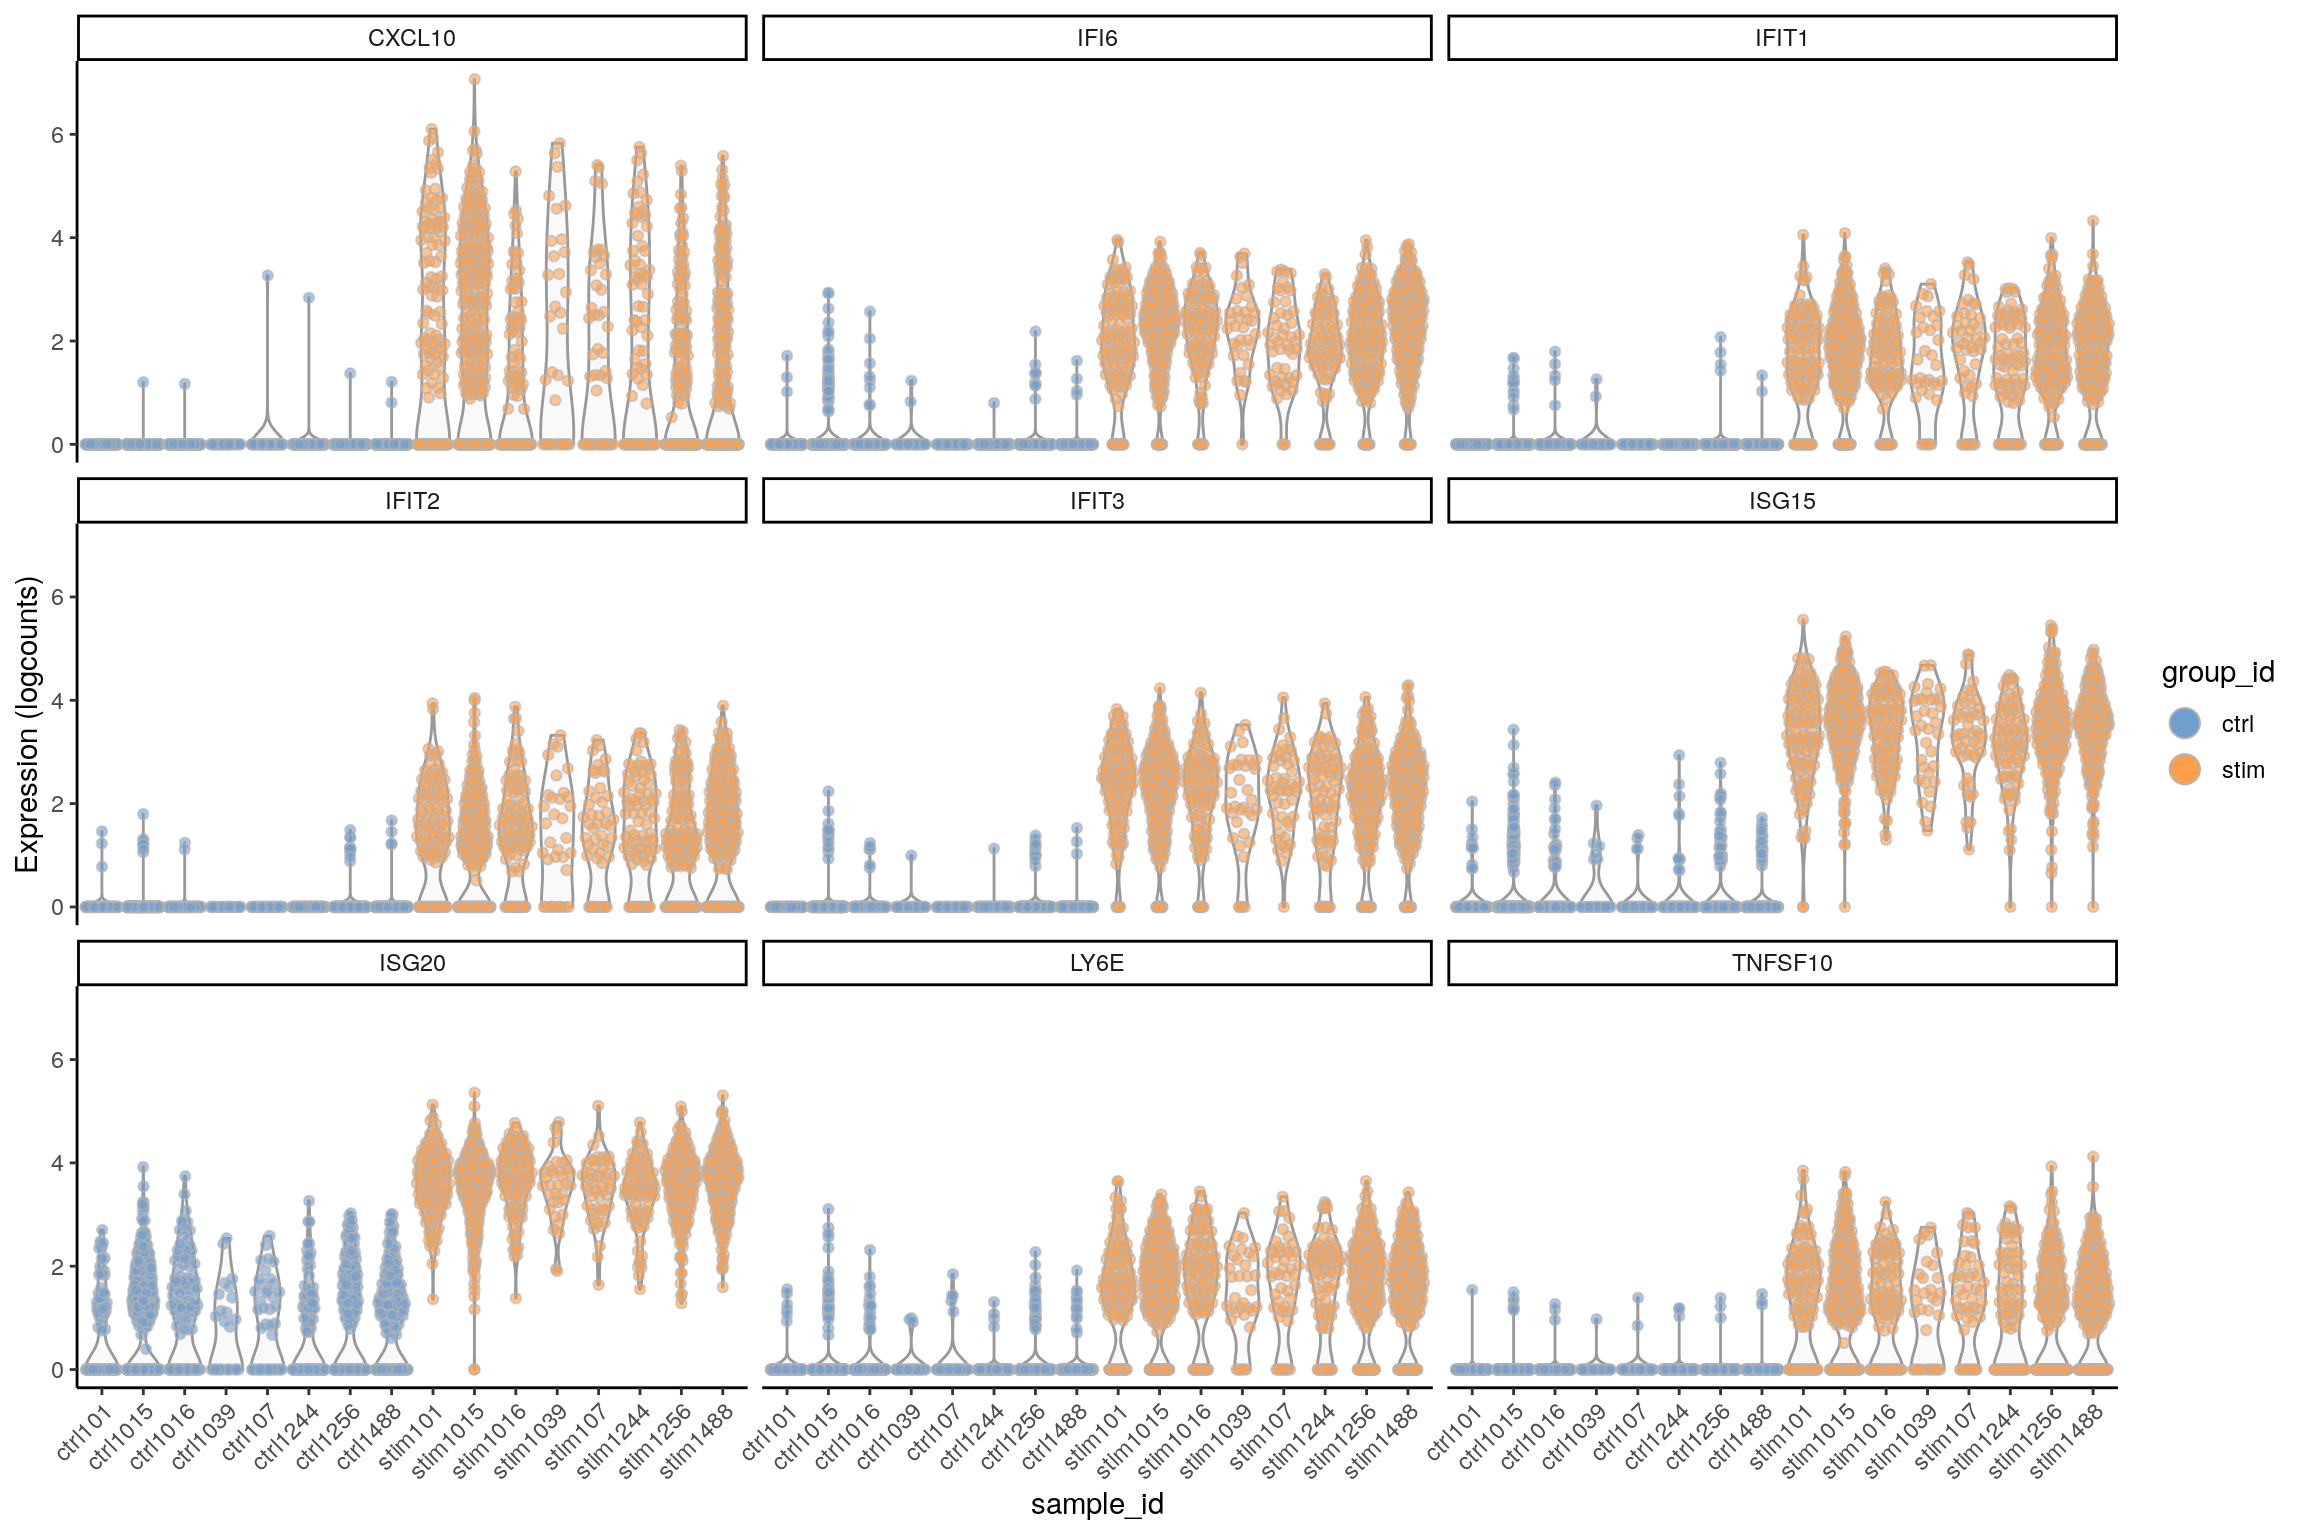 CXCL10 IFI6 IFIT1
6
4
2
0
IFIT2 IFIT3 ISG15
6
4
2
0
ISG20 LY6E TNFSF10
6
4
2
0
Expression (logcounts)
group_id
ctrl
stim
ctrl101 ctrl1015 ctrl1016 ctrl1039 ctrl107 ctrl1244 ctrl1256 ctrl1488 stim101 stim1015 stim1016 stim1039 stim107 stim1244 stim1256 stim1488 ctrl101 ctrl1015 ctrl1016 ctrl1039 ctrl107 ctrl1244 ctrl1256 ctrl1488 stim101 stim1015 stim1016 stim1039 stim107 stim1244 stim1256 stim1488 ctrl101 ctrl1015 ctrl1016 ctrl1039 ctrl107 ctrl1244 ctrl1256 ctrl1488 stim101 stim1015 stim1016 stim1039 stim107 stim1244 stim1256 stim1488
sample_id